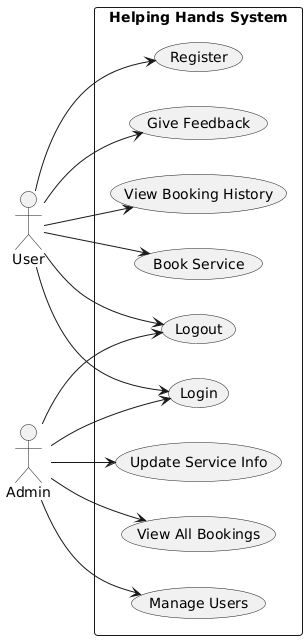 Helping Hands System
Register
Give Feedback
View Booking History
User
Book Service
Logout
Login
Admin
Update Service Info
View All Bookings
Manage Users